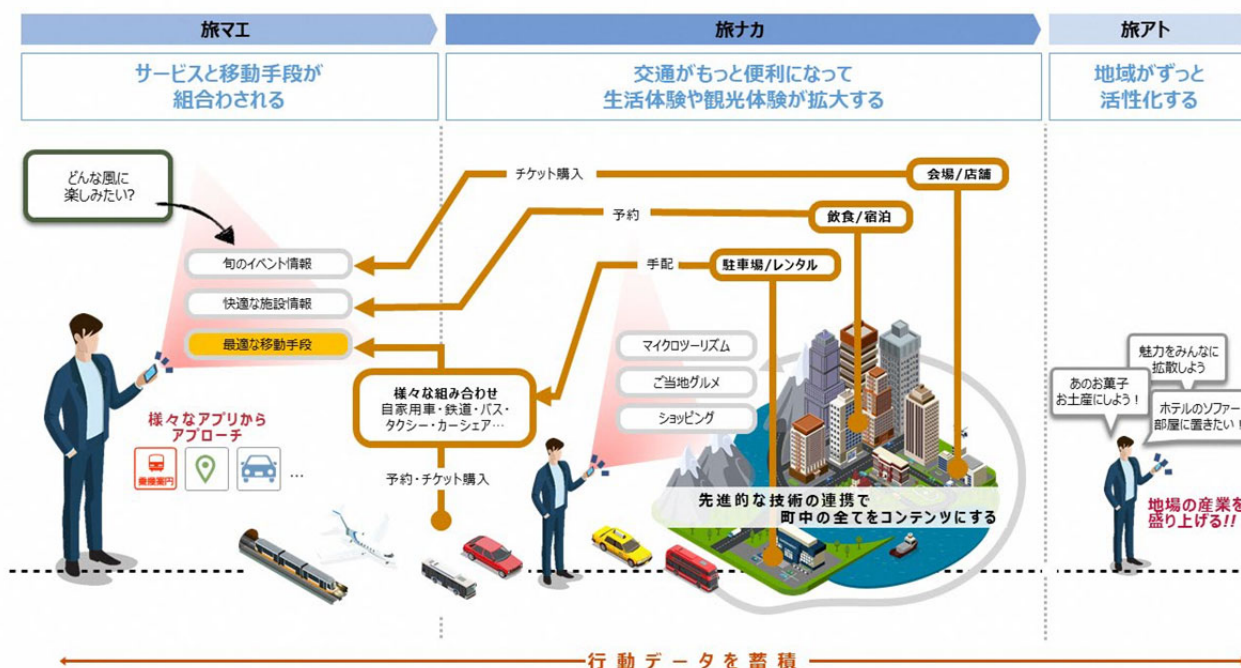 旅マエ
旅ナカ
旅アト
サービスと移動手段が
組合わされる
交通がもっと便利になって
生活体験や観光体験が拡大する
地域がずっと
活性化する
どんな風に
楽しみたい?
チケット購入
会場/店舗
予約
飲食/宿泊
手配
駐車場/レンタル
旬のイベント情報
快適な施設情報
最適な移動手段
様々な組み合わせ
自家用車・鉄道・バス・
タクシー・カーシェア…
予約・チケット購入
様々なアプリから
アプローチ
乗換案内
…
マイクロツーリズム
ご当地グルメ
ショッピング
先進的な技術の連携で
町中の全てをコンテンツにする
魅力をみんなに
拡散しよう
あのお菓子
お土産にしよう!
ホテルのソファー
部屋に置きたい!
地場の産業を
盛り上げる!!
行動データを蓄積